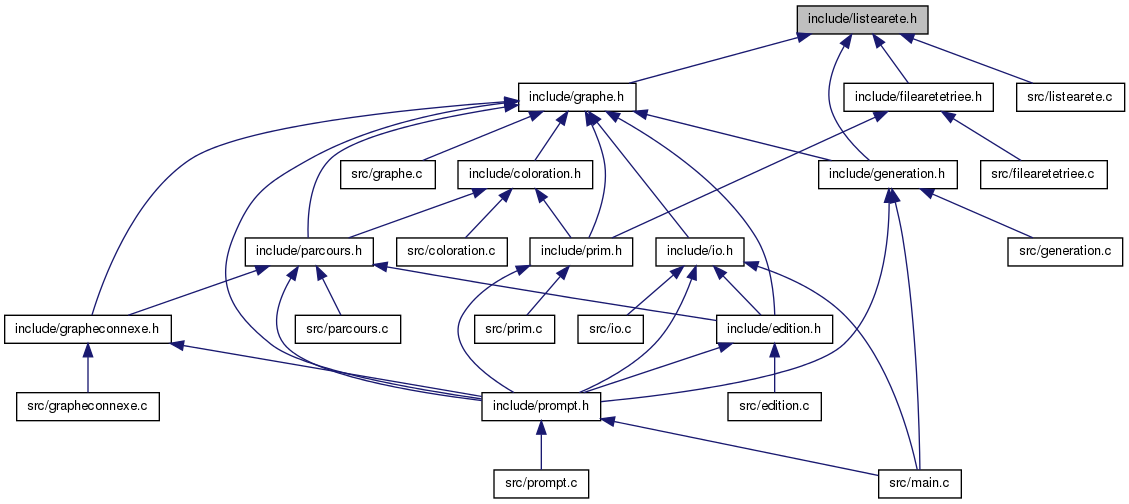 include/listearete.h
include/graphe.h
include/filearetetriee.h
src/listearete.c
src/graphe.c
include/coloration.h
include/generation.h
src/filearetetriee.c
include/parcours.h
src/coloration.c
include/prim.h
include/io.h
src/generation.c
include/grapheconnexe.h
src/parcours.c
src/prim.c
src/io.c
include/edition.h
src/grapheconnexe.c
include/prompt.h
src/edition.c
src/prompt.c
src/main.c